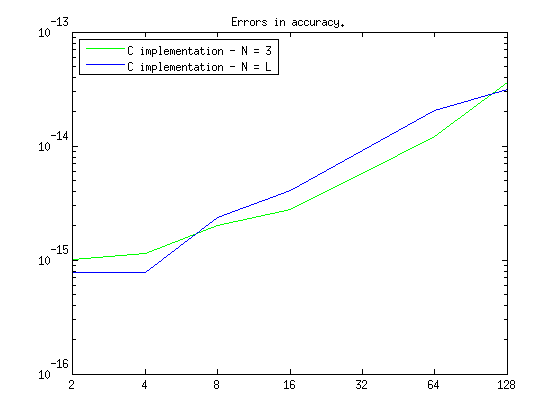 Errors in accuracy.
C implementation - N = 3
C implementation - N = L
10^-13
10^-14
10^-15
10^-16
2 4 8 16 32 64 128